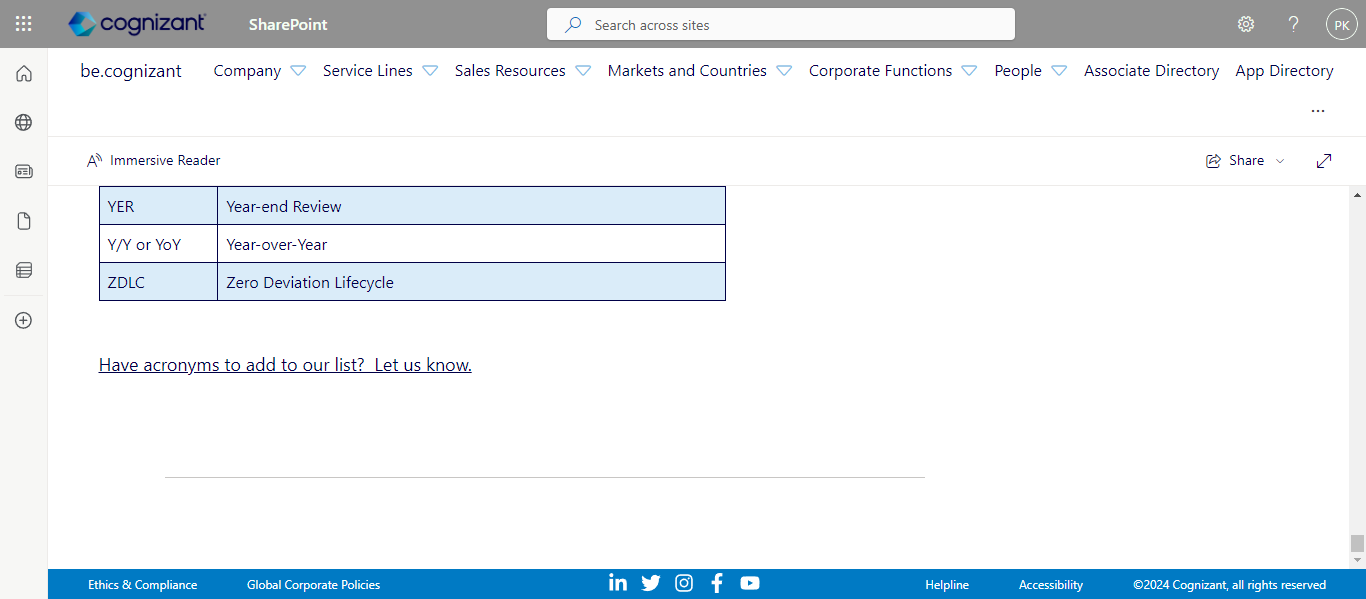 cognizant
SharePoint
Search across sites
?
PK
be.cognizant
Company
Service Lines
Sales Resources
Markets and Countries
Corporate Functions
People
Associate Directory
App Directory
...
Immersive Reader
Share
YER Year-end Review
Y/Y or YoY Year-over-Year
ZDLC Zero Deviation Lifecycle
Have acronyms to add to our list?  Let us know.
Ethics & Compliance
Global Corporate Policies
Helpline
Accessibility
©2024 Cognizant, all rights reserved